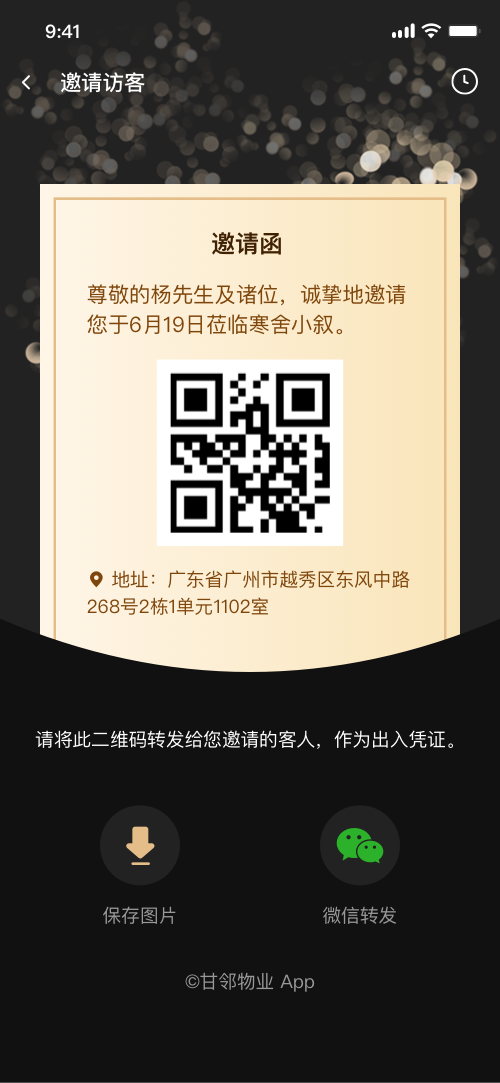 9:41
邀请访客
邀请函
尊敬的杨先生及诸位，诚挚地邀请
您于6月19日莅临寒舍小叙。
地址：广东省广州市越秀区东风中路
268号2栋1单元1102室
请将此二维码转发给您邀请的客人，作为出入凭证。
保存图片
微信转发
©甘邻物业 App